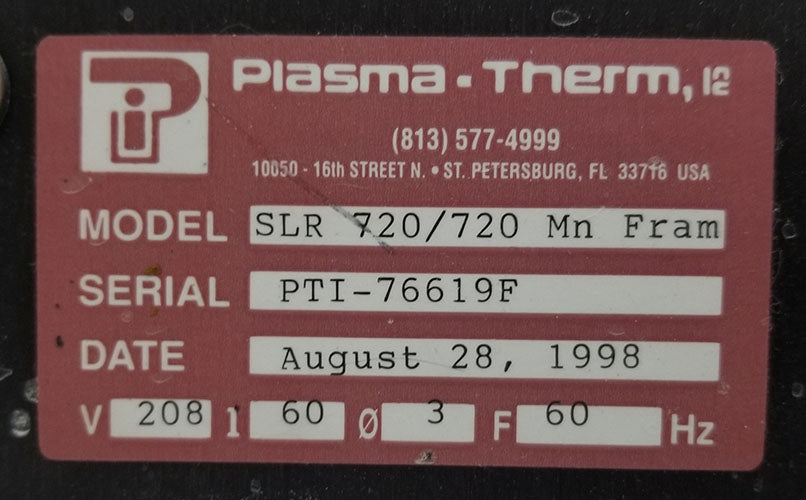 Plasma-Therm, I2
(813) 577-4999
10050 - 16th STREET N. • ST. PETERSBURG, FL 33716 USA
MODEL SLR 720/720 Mn Fram
SERIAL PTI-76619F
DATE August 28, 1998
V 208 I 60 Ø 3 F 60 Hz